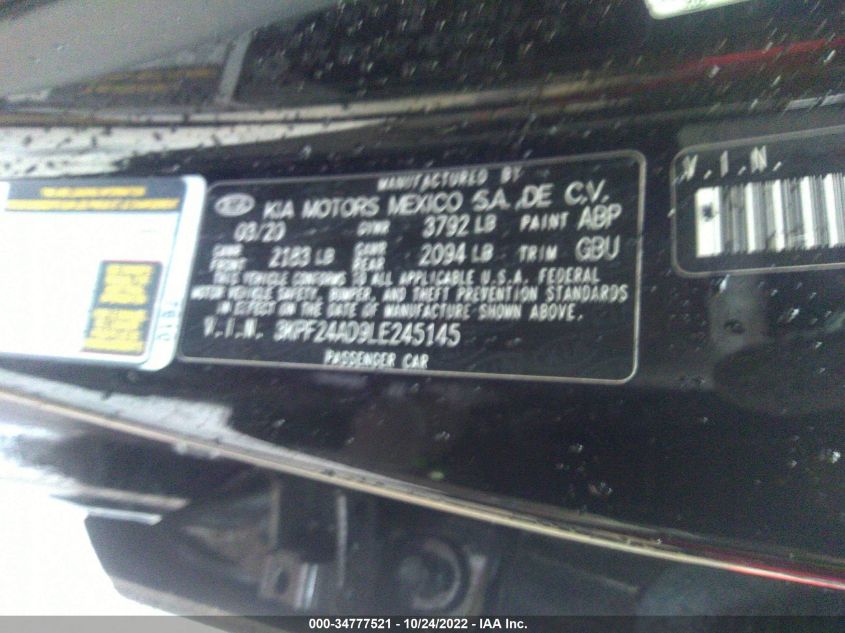 MANUFACTURED BY
KIA KIA MOTORS MEXICO S.A. DE C.V.
03/20 GVWR 3792 LB PAINT ABP
GAWR FRONT 2183 LB GAWR REAR 2094 LB TRIM GBU
THIS VEHICLE CONFORMS TO ALL APPLICABLE U.S.A. FEDERAL
MOTOR VEHICLE SAFETY, BUMPER, AND THEFT PREVENTION STANDARDS
IN EFFECT ON THE DATE OF MANUFACTURE SHOWN ABOVE.
V.I.N. 3KPF24AD9LE245145
PASSENGER CAR
V.I.N.
000-34777521 - 10/24/2022 - IAA Inc.